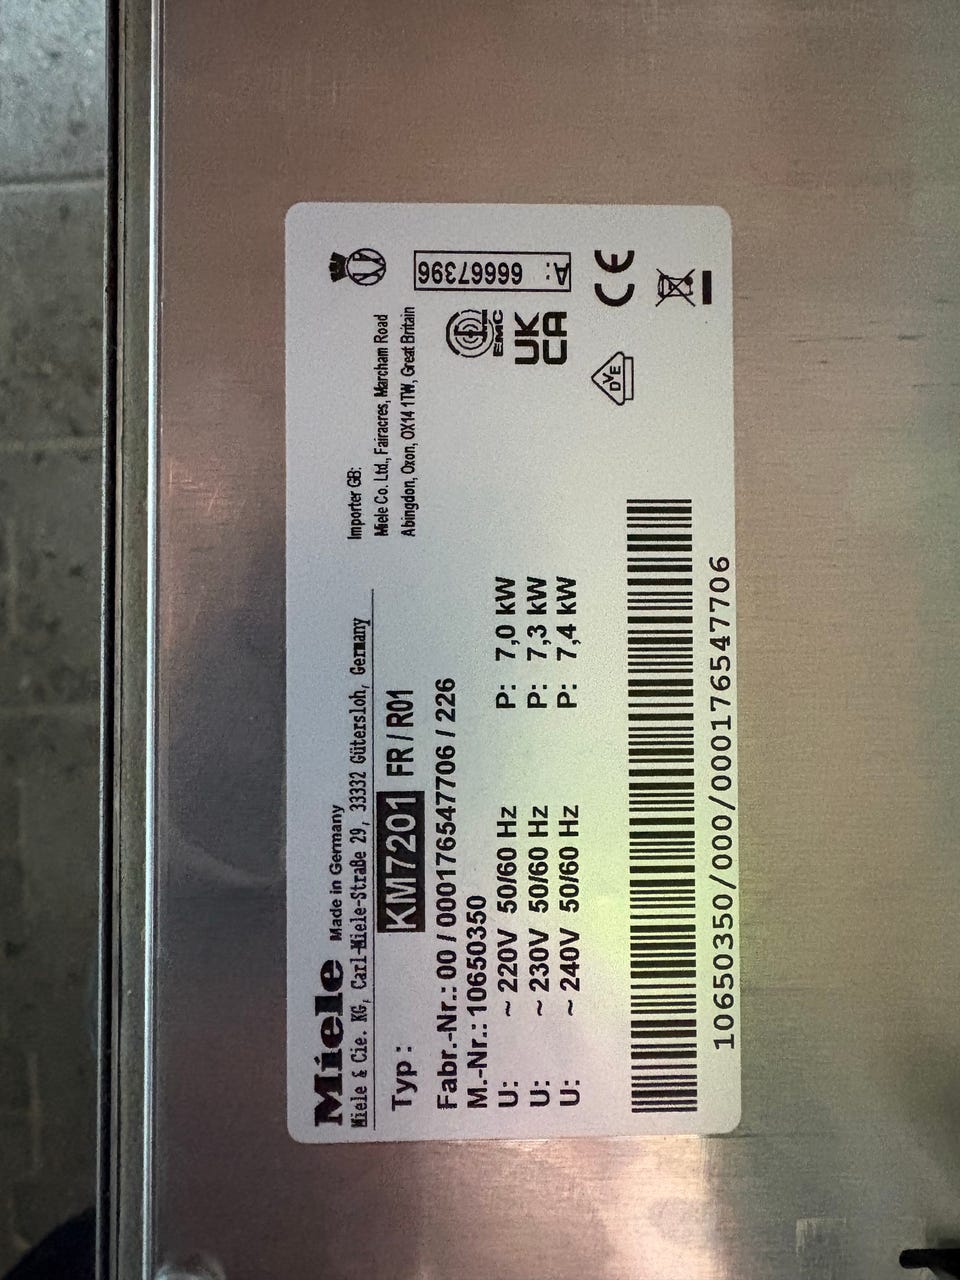 Miele Made in Germany
Miele & Cie. KG, Carl-Miele-Straße 29, 33332 Gütersloh, Germany
Importer GB:
Miele Co. Ltd., Fairacres, Marcham Road
Abingdon, Oxon, OX14 1TW, Great Britain
Typ : KM7201 FR / R01
A: 66667396
Fabr.-Nr.: 00 / 000176547706 / 226
M.-Nr.: 10650350
U: ~ 220V 50/60 Hz P: 7,0 kW
U: ~ 230V 50/60 Hz P: 7,3 kW
U: ~ 240V 50/60 Hz P: 7,4 kW
EMC
UK
CA
DVE
CE
10650350/000/000176547706